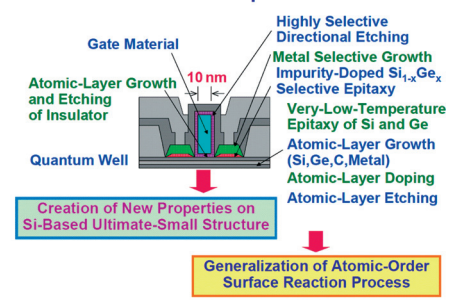 Highly Selective
Directional Etching
Gate Material
Metal Selective Growth
10 nm
Impurity-Doped Si1-xGex
Selective Epitaxy
Atomic-Layer Growth
and Etching
of Insulator
Very-Low-Temperature
Epitaxy of Si and Ge
Quantum Well
Atomic-Layer Growth
(Si,Ge,C,Metal)
Atomic-Layer Doping
Atomic-Layer Etching
Creation of New Properties on
Si-Based Ultimate-Small Structure
Generalization of Atomic-Order
Surface Reaction Process